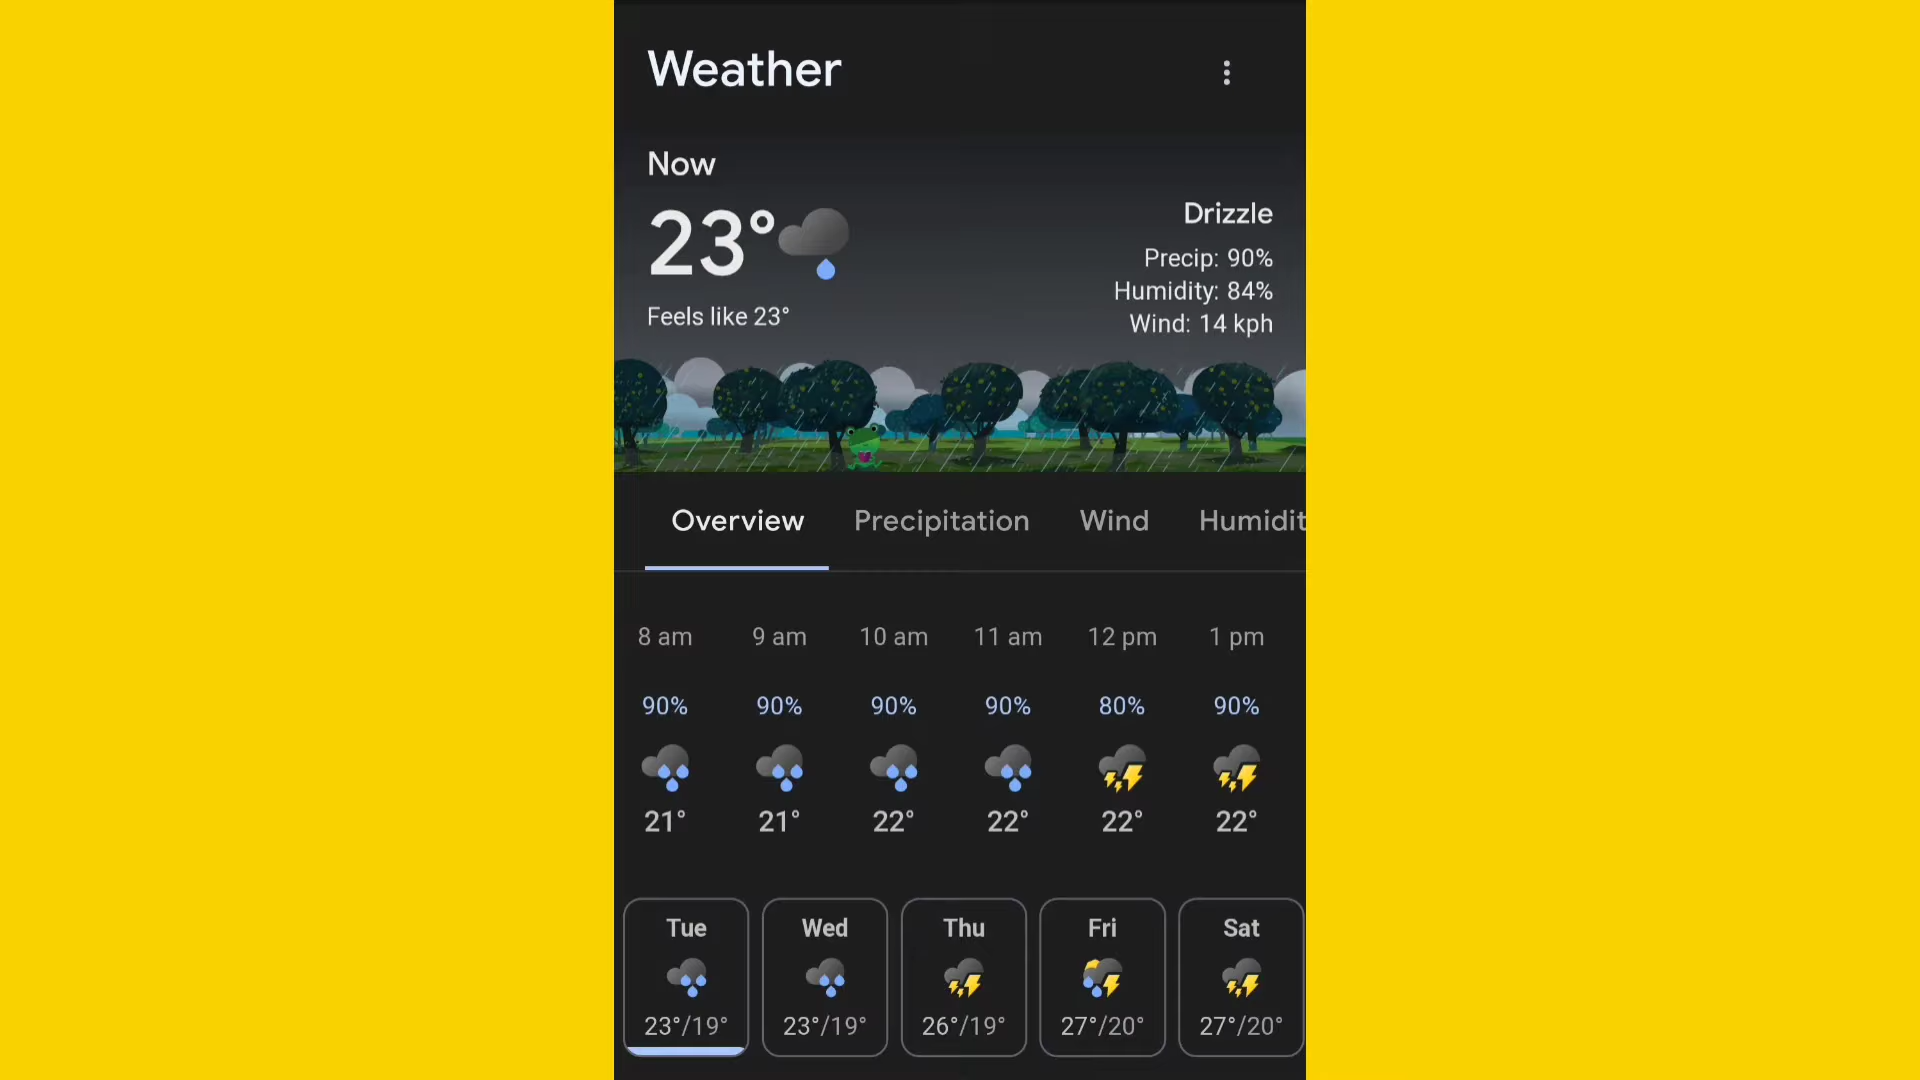 Weather
Now
23°
Feels like 23°
Drizzle
Precip: 90%
Humidity: 84%
Wind: 14 kph
Overview Precipitation Wind Humidit
8 am 9 am 10 am 11 am 12 pm 1 pm
90% 90% 90% 90% 80% 90%
21° 21° 22° 22° 22° 22°
Tue Wed Thu Fri Sat
23°/19° 23°/19° 26°/19° 27°/20° 27°/20°